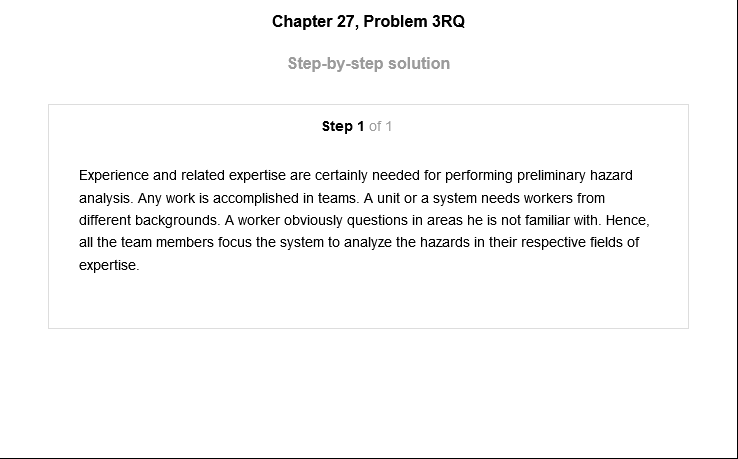 Chapter 27, Problem 3RQ
Step-by-step solution
Step 1 of 1
Experience and related expertise are certainly needed for performing preliminary hazard
analysis. Any work is accomplished in teams. A unit or a system needs workers from
different backgrounds. A worker obviously questions in areas he is not familiar with. Hence,
all the team members focus the system to analyze the hazards in their respective fields of
expertise.